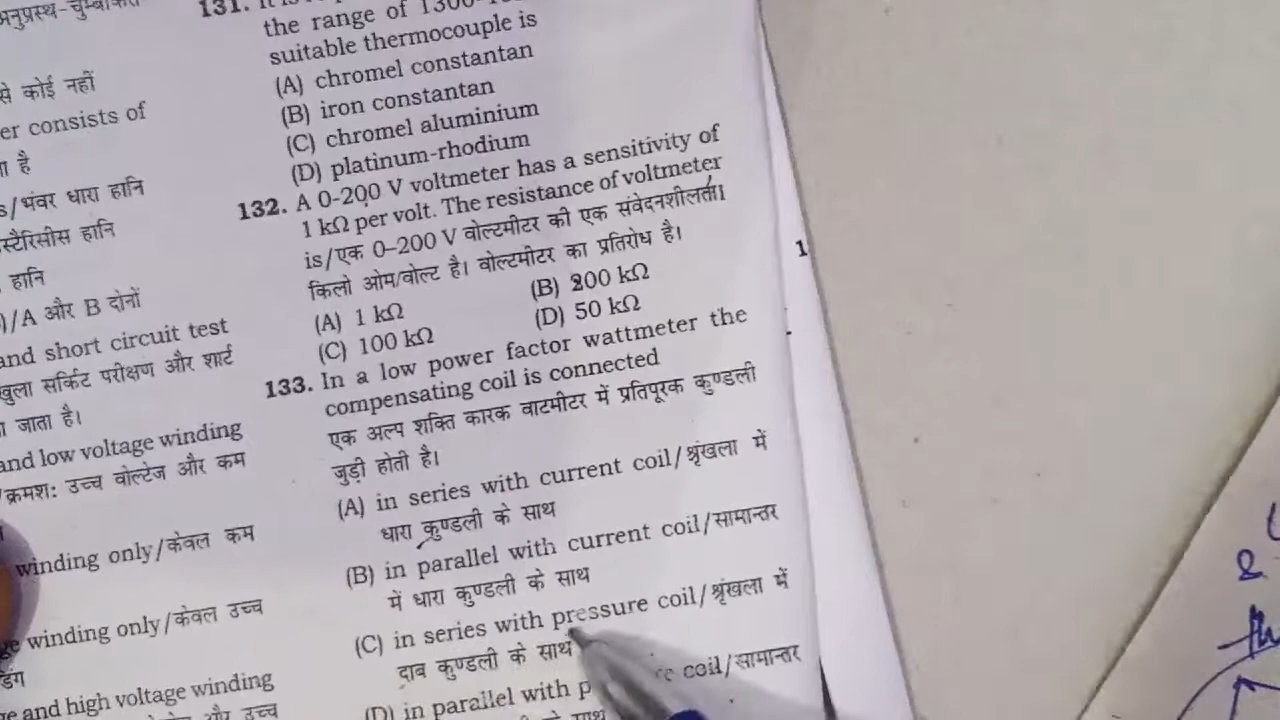 अनुप्रस्थ-चुम्बकित
से कोई नहीं
er consists of
ा है
s/भंवर धारा हानि
स्टैरिसीस हानि
हानि
)/A और B दोनों
and short circuit test
खुला सर्किट परीक्षण और शार्ट
ा जाता है।
and low voltage winding
/क्रमशः उच्च वोल्टेज और कम
winding only/केवल कम
ge winding only/केवल उच्च
डिंग
ge and high voltage winding
और उच्च
131.
the range of 1300-
suitable thermocouple is
(A) chromel constantan
(B) iron constantan
(C) chromel aluminium
(D) platinum-rhodium
132. A 0-200 V voltmeter has a sensitivity of
1 kΩ per volt. The resistance of voltmeter
is/एक 0–200 V वोल्टमीटर की एक संवेदनशीलता।
किलो ओम/वोल्ट है। वोल्टमीटर का प्रतिरोध है।
(A) 1 kΩ (B) 200 kΩ
(C) 100 kΩ (D) 50 kΩ
133. In a low power factor wattmeter the
compensating coil is connected
एक अल्प शक्ति कारक वाटमीटर में प्रतिपूरक कुण्डली
जुड़ी होती है।
(A) in series with current coil/श्रृंखला में
धारा कुण्डली के साथ
(B) in parallel with current coil/सामान्तर
में धारा कुण्डली के साथ
(C) in series with pressure coil/श्रृंखला में
दाब कुण्डली के साथ
(D) in parallel with p re coil/सामान्तर
के साथ
1
&